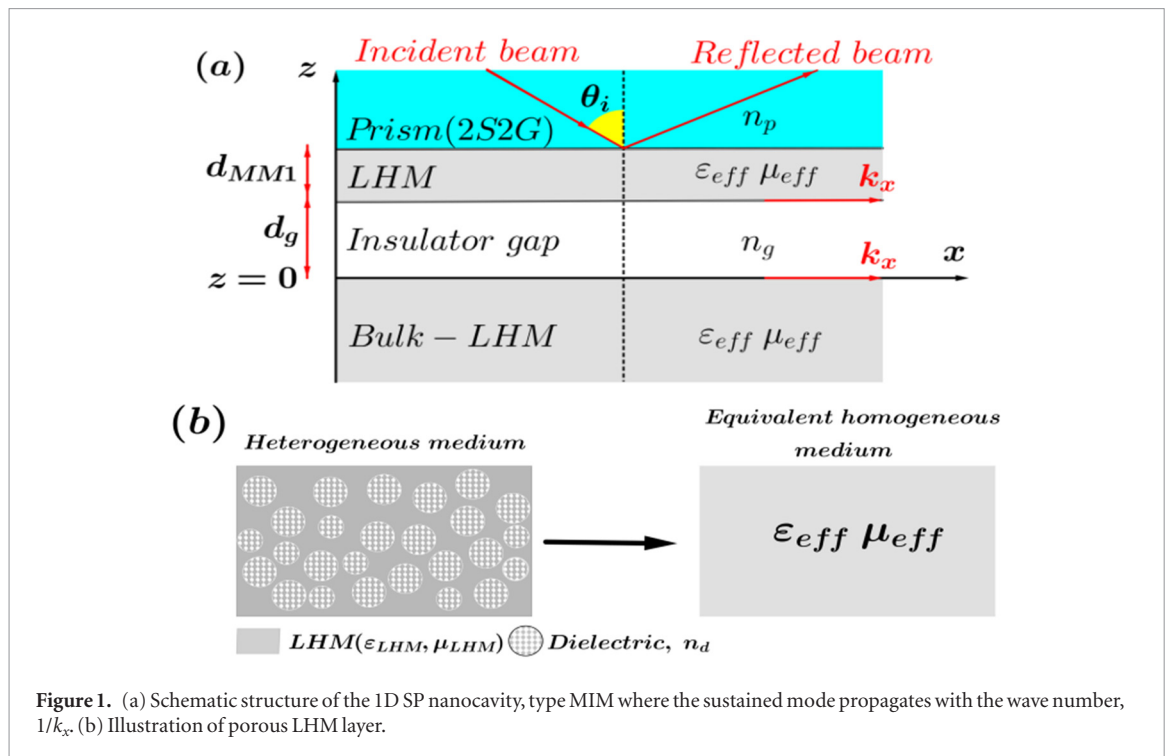 (a)
z
Incident beam
Reflected beam
θi
Prism(2S2G)
np
dMM1
LHM
εeff μeff
kx
dg
Insulator gap
ng
kx
x
z = 0
Bulk − LHM
εeff μeff
(b)
Heterogeneous medium
Equivalent homogeneous
medium
εeff μeff
LHM(εLHM, μLHM)
Dielectric, nd
Figure 1. (a) Schematic structure of the 1D SP nanocavity, type MIM where the sustained mode propagates with the wave number,
1/kx. (b) Illustration of porous LHM layer.